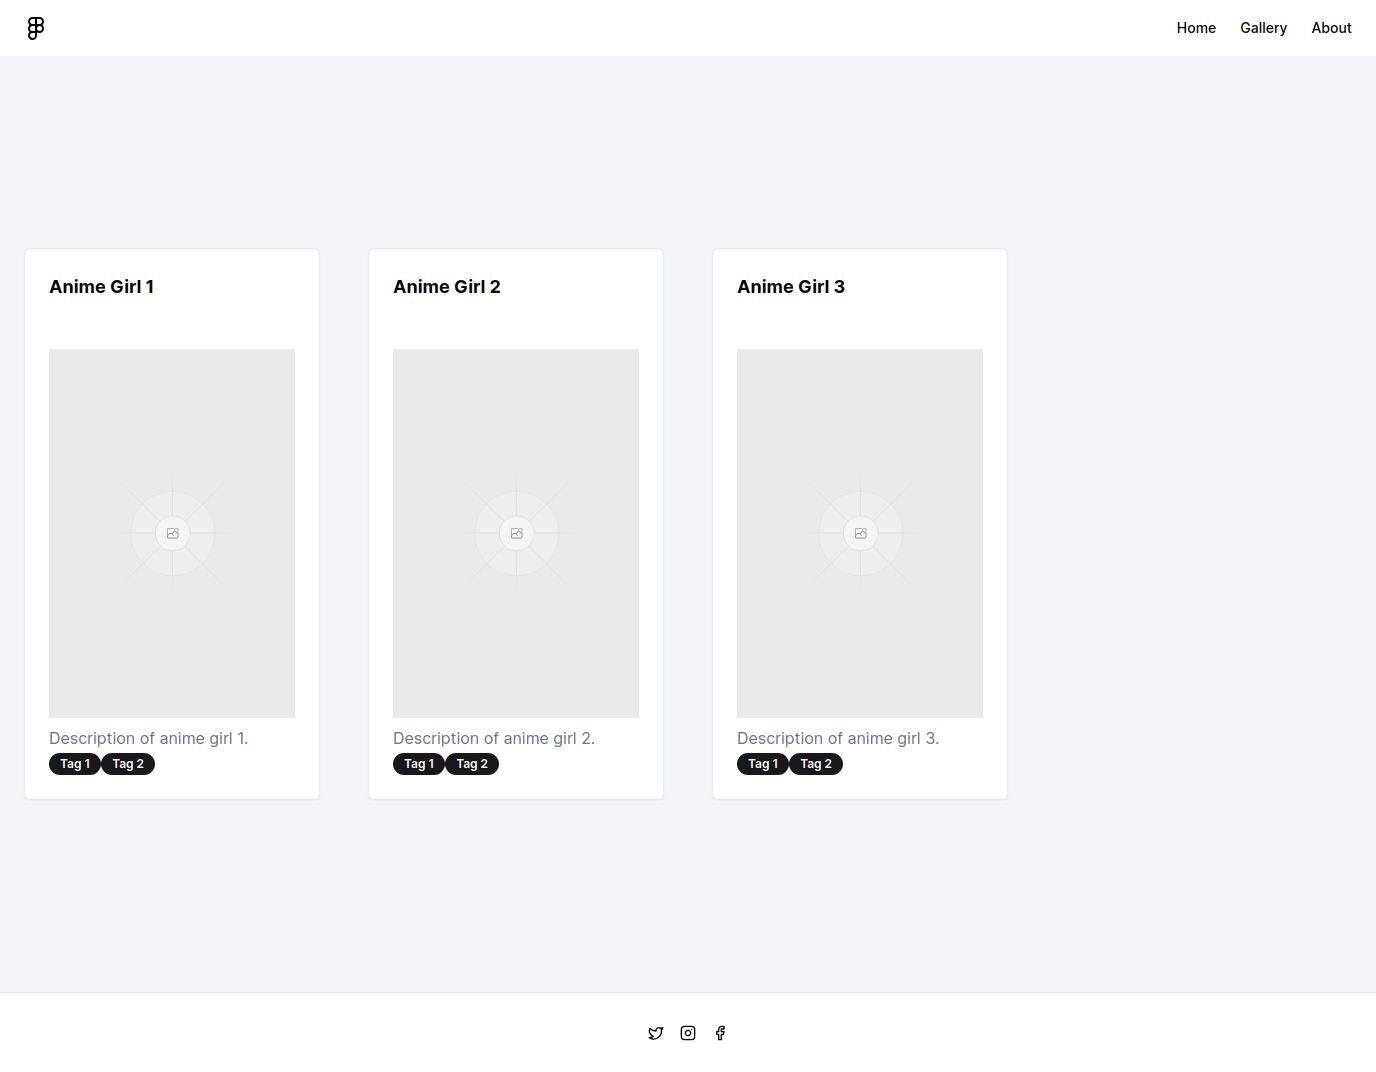 Home Gallery About
Anime Girl 1
Description of anime girl 1.
Tag 1 Tag 2
Anime Girl 2
Description of anime girl 2.
Tag 1 Tag 2
Anime Girl 3
Description of anime girl 3.
Tag 1 Tag 2